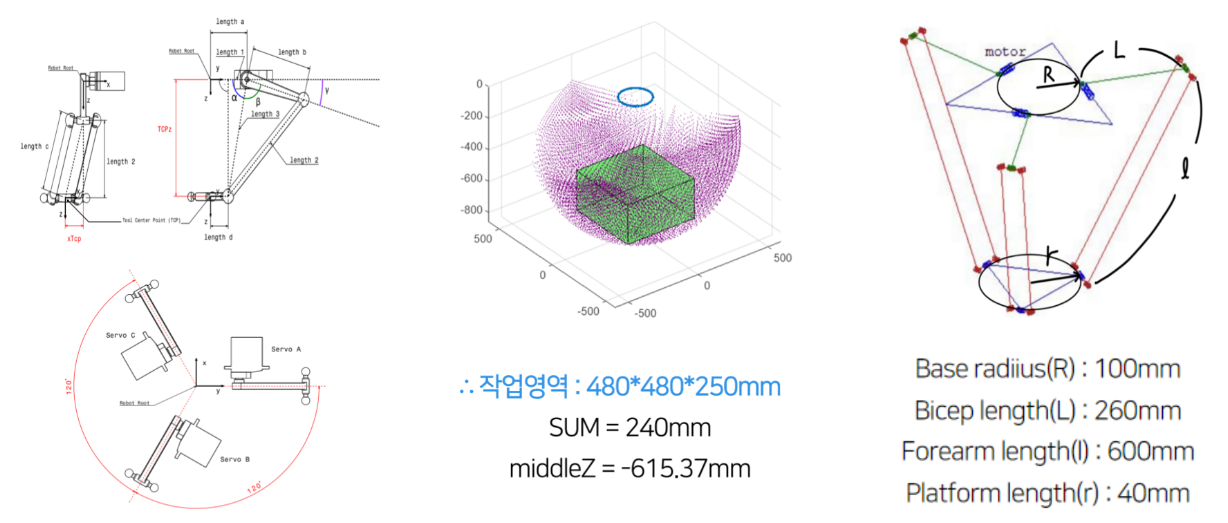 length a
Robot Root
length 1
length b
y
z
α
β
γ
length 3
TCPz
length 2
y
z
length d
Robot Root
x
z
length c
length 2
z
xTcp
Tool Center Point (TCP)
Servo C
Servo A
x
y
Robot Root
Servo B
120°
120°
0
-200
-400
-600
-800
500
0
-500
-500
0
500
∴ 작업영역 : 480*480*250mm
SUM = 240mm
middleZ = -615.37mm
motor
R
L
l
r
Base radiius(R) : 100mm
Bicep length(L) : 260mm
Forearm length(l) : 600mm
Platform length(r) : 40mm